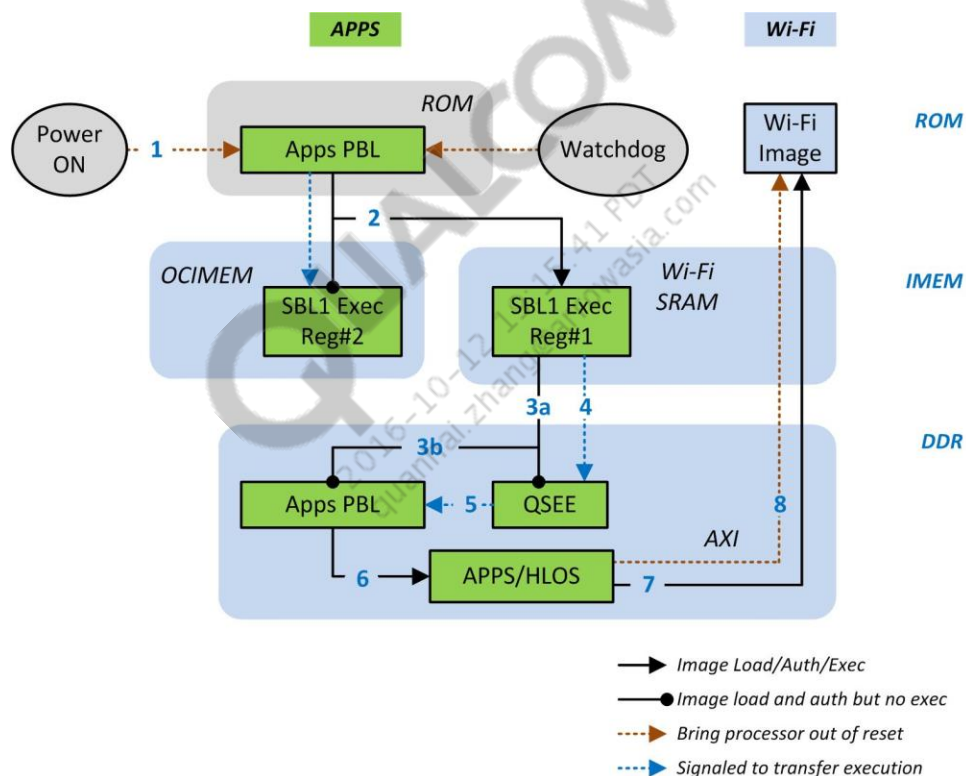 APPS
Wi-Fi
ROM
ROM
Power
ON
1
Apps PBL
Watchdog
Wi-Fi
Image
2
OCIMEM
Wi-Fi
SRAM
IMEM
SBL1 Exec
Reg#2
SBL1 Exec
Reg#1
3a
4
3b
DDR
Apps PBL
5
QSEE
8
AXI
6
APPS/HLOS
7
Image Load/Auth/Exec
Image load and auth but no exec
Bring processor out of reset
Signaled to transfer execution